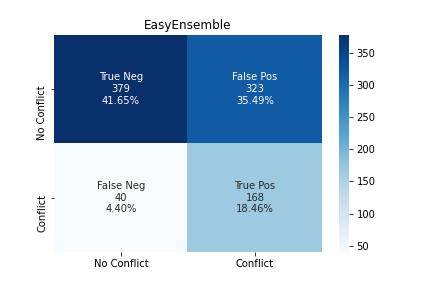 EasyEnsemble
No Conflict
Conflict
True Neg
379
41.65%
False Pos
323
35.49%
False Neg
40
4.40%
True Pos
168
18.46%
No Conflict
Conflict
350
300
250
200
150
100
50